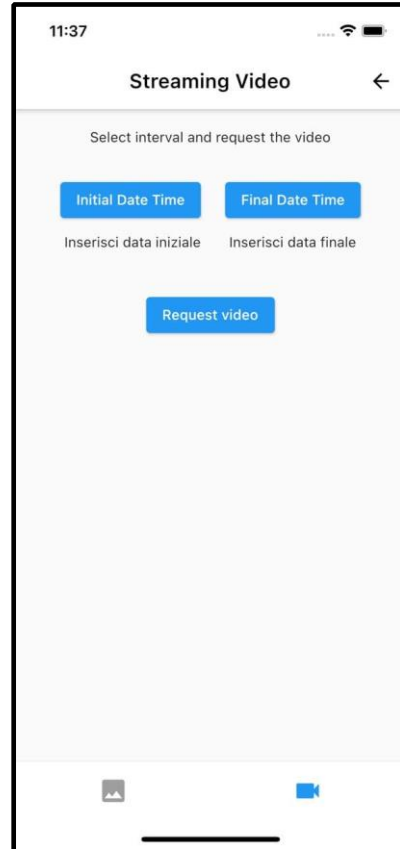 11:37
Streaming Video
Select interval and request the video
Initial Date Time Final Date Time
Inserisci data iniziale Inserisci data finale
Request video